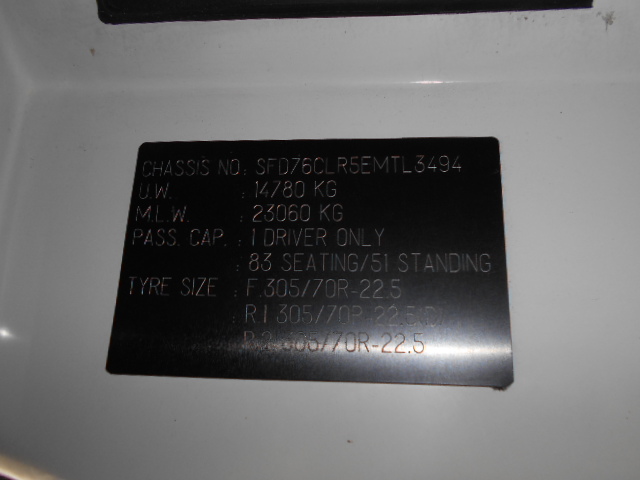 CHASSIS NO : SFD76CLR5EMTL3494
U.W. : 14780 KG
M.L.W. : 23060 KG
PASS. CAP. : 1 DRIVER ONLY
: 83 SEATING/51 STANDING
TYRE SIZE : F.305/70R-22.5
: R1.305/70R-22.5(D)
: R2.305/70R-22.5